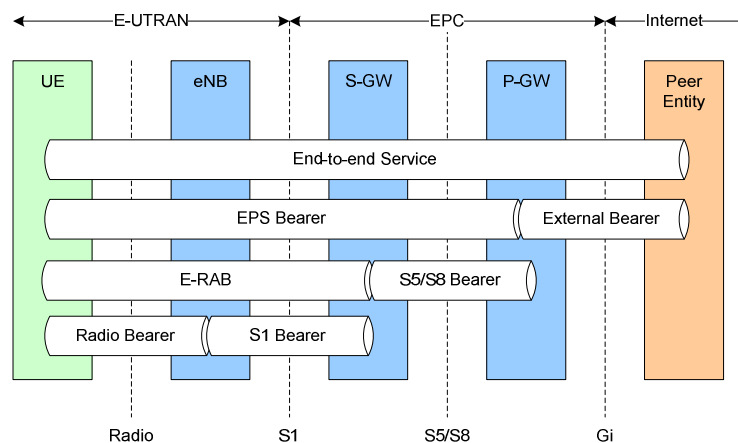 E-UTRAN EPC Internet
UE eNB S-GW P-GW Peer
Entity
End-to-end Service
EPS Bearer External Bearer
E-RAB S5/S8 Bearer
Radio Bearer S1 Bearer
Radio S1 S5/S8 Gi